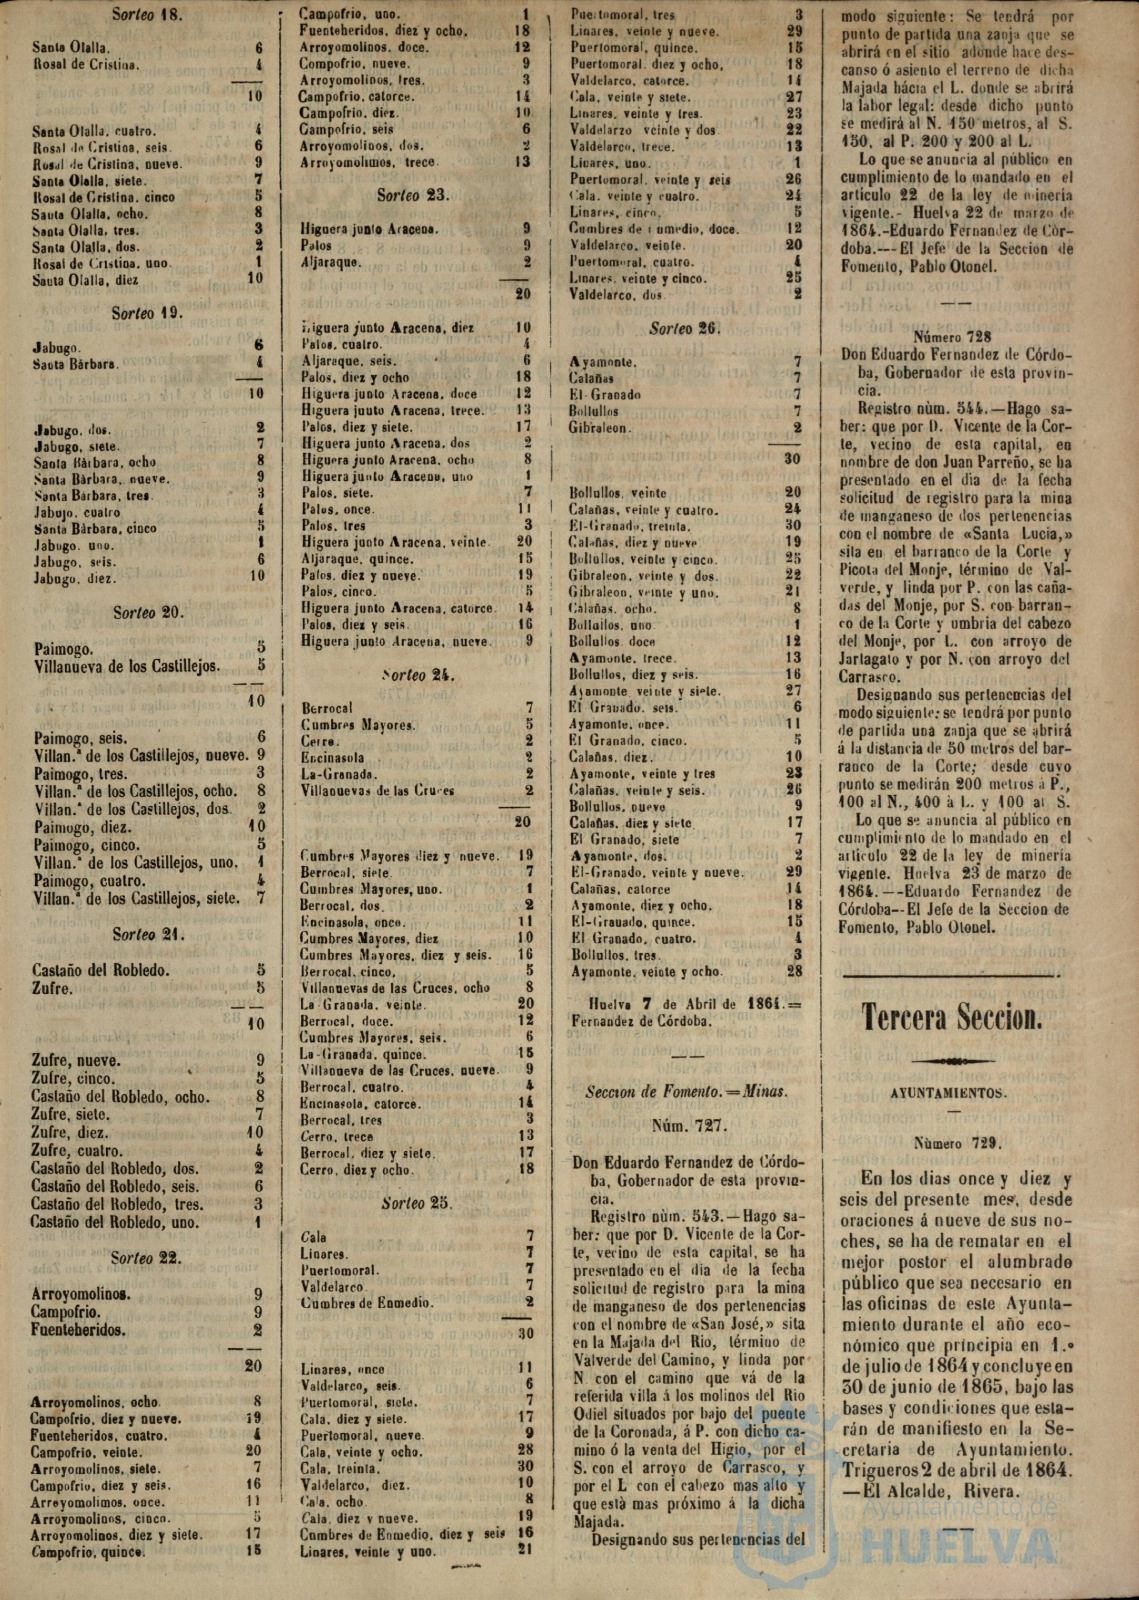 Sorteo 18.
Santa Olalla. 6
Rosal de Cristina. 4
10
Santa Olalla, cuatro. 4
Rosal de Cristina, seis. 6
Rosal de Cristina, nueve. 9
Santa Olalla, siete. 7
Rosal de Cristina, cinco 5
Santa Olalla, ocho. 8
Santa Olalla, tres. 3
Santa Olalla, dos. 2
Rosal de Cristina, uno. 1
Santa Olalla, diez 10
Sorteo 19.
Jabugo. 6
Santa Bárbara. 4
10
Jabugo, dos. 2
Jabugo, siete. 7
Santa Bárbara, ocho 8
Santa Bárbara, nueve. 9
Santa Barbara, tres. 3
Jabujo, cuatro 4
Santa Bárbara, cinco 5
Jabugo, uno. 1
Jabugo, seis. 6
Jabugo, diez. 10
Sorteo 20.
Paimogo. 5
Villanueva de los Castillejos. 5
10
Paimogo, seis. 6
Villan.ª de los Castillejos, nueve. 9
Paimogo, tres. 3
Villan.ª de los Castillejos, ocho. 8
Villan.ª de los Castillejos, dos. 2
Paimogo, diez. 10
Paimogo, cinco. 5
Villan.ª de los Castillejos, uno. 1
Paimogo, cuatro. 4
Villan.ª de los Castillejos, siete. 7
Sorteo 21.
Castaño del Robledo. 5
Zufre. 5
10
Zufre, nueve. 9
Zufre, cinco. 5
Castaño del Robledo, ocho. 8
Zufre, siete. 7
Zufre, diez. 10
Zufre, cuatro. 4
Castaño del Robledo, dos. 2
Castaño del Robledo, seis. 6
Castaño del Robledo, tres. 3
Castaño del Robledo, uno. 1
Sorteo 22.
Arroyomolinos. 9
Campofrio. 9
Fuenteheridos. 2
20
Arroyomolinos, ocho. 8
Campofrio, diez y nueve. 19
Fuenteheridos, cuatro. 4
Campofrio, veinte. 20
Arroyomolinos, siete. 7
Campofrio, diez y seis. 16
Arroyomolimos, once. 11
Arroyomolinos, cinco. 5
Arroyomolinos, diez y siete. 17
Campofrio, quince. 15
Campofrio, uno. 1
Fuenteheridos, diez y ocho. 18
Arroyomolinos, doce. 12
Compofrio, nueve. 9
Arroyomolinos, tres. 3
Campofrio, catorce. 14
Campofrio, diez. 10
Campofrio, seis 6
Arroyomolinos, dos. 2
Arroyomolimos, trece. 13
Sorteo 23.
Higuera junto Aracena. 9
Palos 9
Aljaraque. 2
20
Higuera junto Aracena, diez 10
Palos, cuatro. 4
Aljaraque, seis. 6
Palos, diez y ocho 18
Higuera junto Aracena, doce 12
Higuera junto Aracena, trece. 13
Palos, diez y siete. 17
Higuera junto Aracena, dos 2
Higuera junto Aracena, ocho 8
Higuera junto Aracena, uno 1
Palos, siete. 7
Palos, once. 11
Palos, tres 3
Higuera junto Aracena, veinte. 20
Aljaraque, quince. 15
Palos, diez y nueve. 19
Palos, cinco. 5
Higuera junto Aracena, catorce. 14
Palos, diez y seis. 16
Higuera junto Aracena, nueve. 9
Sorteo 24.
Berrocal 7
Cumbres Mayores. 5
Cerro. 2
Encinasola 2
La-Granada. 2
Villanuevas de las Cruces 2
20
Cumbres Mayores diez y nueve. 19
Berrocal, siete. 7
Cumbres Mayores, uno. 1
Berrocal, dos. 2
Encinasola, once. 11
Cumbres Mayores, diez 10
Cumbres Mayores, diez y seis. 16
Berrocal, cinco. 5
Villanuevas de las Cruces, ocho 8
La Granada, veinte. 20
Berrocal, doce. 12
Cumbres Mayores, seis. 6
La-Granada, quince. 15
Villanueva de las Cruces, nueve. 9
Berrocal, cuatro. 4
Encinasola, catorce. 14
Berrocal, tres 3
Cerro, trece 13
Berrocal, diez y siete. 17
Cerro, diez y ocho. 18
Sorteo 25.
Cala 7
Linares. 7
Puertomoral. 7
Valdelarco. 7
Cumbres de Enmedio. 2
30
Linares, once 11
Valdelarco, seis. 6
Puertomoral, siete. 7
Cala, diez y siete. 17
Puertomoral, nueve. 9
Cala, veinte y ocho. 28
Cala, treinta. 30
Valdelarco, diez. 10
Cala, ocho 8
Cala, diez y nueve. 19
Cumbres de Enmedio, diez y seis 16
Linares, veinte y uno. 21
Puertomoral, tres 3
Linares, veinte y nueve. 29
Puertomoral, quince. 15
Puertomoral, diez y ocho, 18
Valdelarco, catorce. 14
Cala, veinte y siete. 27
Linares, veinte y tres. 23
Valdelarzo veinte y dos 22
Valdelarco, trece. 13
Linares, uno. 1
Puertomoral, veinte y seis 26
Cala, veinte y cuatro. 24
Linares, cinco. 5
Cumbres de Enmedio, doce. 12
Valdelarco, veinte. 20
Puertomoral, cuatro. 4
Linares, veinte y cinco. 25
Valdelarco, dos 2
Sorteo 26.
Ayamonte. 7
Calañas 7
El-Granado 7
Bollullos 7
Gibraleon. 2
30
Bollullos, veinte 20
Calañas, veinte y cuatro. 24
El-Granado, treinta. 30
Calañas, diez y nueve 19
Bollullos, veinte y cinco. 25
Gibraleon, veinte y dos. 22
Gibraleon, veinte y uno. 21
Calañas, ocho. 8
Bollullos, uno 1
Bollullos doce 12
Ayamonte, trece. 13
Bollullos, diez y seis. 16
Ayamonte veinte y siete. 27
El Granado, seis. 6
Ayamonte, once. 11
El Granado, cinco. 5
Calañas, diez. 10
Ayamonte, veinte y tres 23
Calañas, veinte y seis. 26
Bollullos, nueve 9
Calañas, diez y siete 17
El Granado, siete 7
Ayamonte, dos. 2
El-Granado, veinte y nueve. 29
Calañas, catorce 14
Ayamonte, diez y ocho. 18
El-Granado, quince. 15
El Granado, cuatro. 4
Bollullos, tres. 3
Ayamonte, veinte y ocho. 28
Huelva 7 de Abril de 1864.=
Fernandez de Córdoba.
Seccion de Fomento.=Minas.
Núm. 727.
Don Eduardo Fernandez de Córdo-
ba, Gobernador de esta provin-
cia.
Registro nùm. 543.—Hago sa-
ber: que por D. Vicente de la Cor-
te, vecino de esta capital, se ha
presentado en el dia de la fecha
solicitud de registro para la mina
de manganeso de dos pertenencias
con el nombre de «San José,» sita
en la Majada del Rio, término de
Valverde del Camino, y linda por
N con el camino que vá de la
referida villa á los molinos del Rio
Odiel situados por bajo del puente
de la Coronada, á P. con dicho ca-
mino ó la venta del Higio, por el
S. con el arroyo de Carrasco, y
por el L con el cabezo mas alto y
que està mas próximo á la dicha
Majada.
Designando sus pertenencias del
modo siguiente: Se tendrá por
punto de partida una zanja que se
abrirá en el sitio adonde hace des-
canso ó asiento el terreno de dicha
Majada hácia el L. donde se abrirá
la labor legal: desde dicho punto
se medirá al N. 150 metros, al S.
150, al P. 200 y 200 al L.
Lo que se anuncia al público en
cumplimiento de lo mandado en el
articulo 22 de la ley de mineria
vigente.- Huelva 22 de marzo de
1864.-Eduardo Fernandez de Còr-
doba.---El Jefe de la Seccion de
Fomento, Pablo Otonel.
Número 728
Don Eduardo Fernandez de Córdo-
ba, Gobernador de esta provin-
cia.
Registro nùm. 544.—Hago sa-
ber: que por D. Vicente de la Cor-
te, vecino de esta capital, en
nombre de don Juan Parreño, se ha
presentado en el dia de la fecha
solicitud de registro para la mina
de manganeso de dos pertenencias
con el nombre de «Santa Lucia,»
sita en el barranco de la Corte y
Picota del Monje, término de Val-
verde, y linda por P. con las caña-
das del Monje, por S. con barran-
co de la Corte y umbria del cabezo
del Monje, por L. con arroyo de
Jartagato y por N. con arroyo del
Carrasco.
Designando sus pertenencias del
modo siguiente: se tendrá por punto
de partida una zanja que se abrirá
á la distancia de 50 metros del bar-
ranco de la Corte; desde cuyo
punto se medirán 200 metros á P.,
100 al N., 400 à L. y 100 al S.
Lo que se anuncia al público en
cumplimiento de lo mandado en el
artículo 22 de la ley de mineria
vigente. Huelva 23 de marzo de
1864.—-Eduardo Fernandez de
Córdoba--El Jefe de la Seccion de
Fomento, Pablo Otonel.
Tercera Seccion.
AYUNTAMIENTOS.
Nùmero 729.
En los dias once y diez y
seis del presente mes, desde
oraciones á nueve de sus no-
ches, se ha de rematar en el
mejor postor el alumbrado
público que sea necesario en
las oficinas de este Ayunta-
miento durante el año eco-
nómico que principia en 1.º
de julio de 1864 y concluye en
30 de junio de 1865, bajo las
bases y condiciones que esta-
rán de manifiesto en la Se-
cretaria de Ayuntamiento.
Trigueros 2 de abril de 1864.
—El Alcalde, Rivera.
Ayuntamiento de
HUELVA